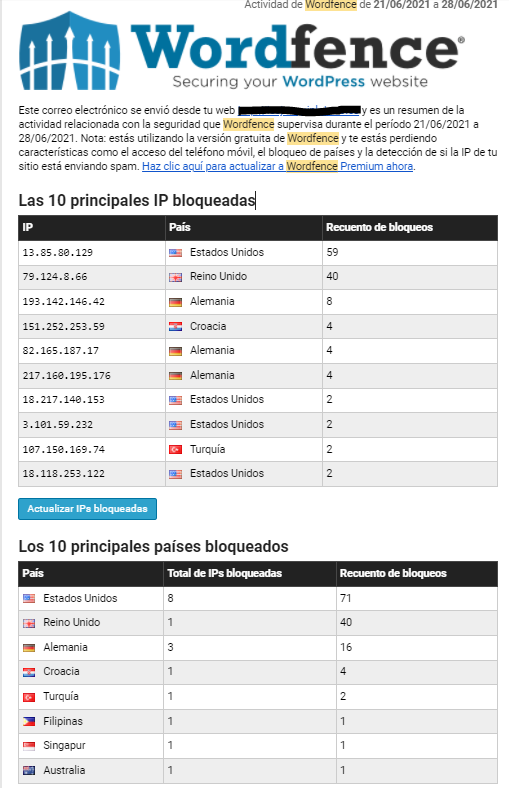 Actividad de Wordfence de 21/06/2021 a 28/06/2021
Wordfence®
Securing your WordPress website
Este correo electrónico se envió desde tu web y es un resumen de la
actividad relacionada con la seguridad que Wordfence supervisa durante el período 21/06/2021 a
28/06/2021. Nota: estás utilizando la versión gratuita de Wordfence y te estás perdiendo
características como el acceso del teléfono móvil, el bloqueo de países y la detección de si la IP de tu
sitio está enviando spam. Haz clic aquí para actualizar a Wordfence Premium ahora.
Las 10 principales IP bloqueadas
IP País Recuento de bloqueos
13.85.80.129 Estados Unidos 59
79.124.8.66 Reino Unido 40
193.142.146.42 Alemania 8
151.252.253.59 Croacia 4
82.165.187.17 Alemania 4
217.160.195.176 Alemania 4
18.217.140.153 Estados Unidos 2
3.101.59.232 Estados Unidos 2
107.150.169.74 Turquía 2
18.118.253.122 Estados Unidos 2
Actualizar IPs bloqueadas
Los 10 principales países bloqueados
País Total de IPs bloqueadas Recuento de bloqueos
Estados Unidos 8 71
Reino Unido 1 40
Alemania 3 16
Croacia 1 4
Turquía 1 2
Filipinas 1 1
Singapur 1 1
Australia 1 1